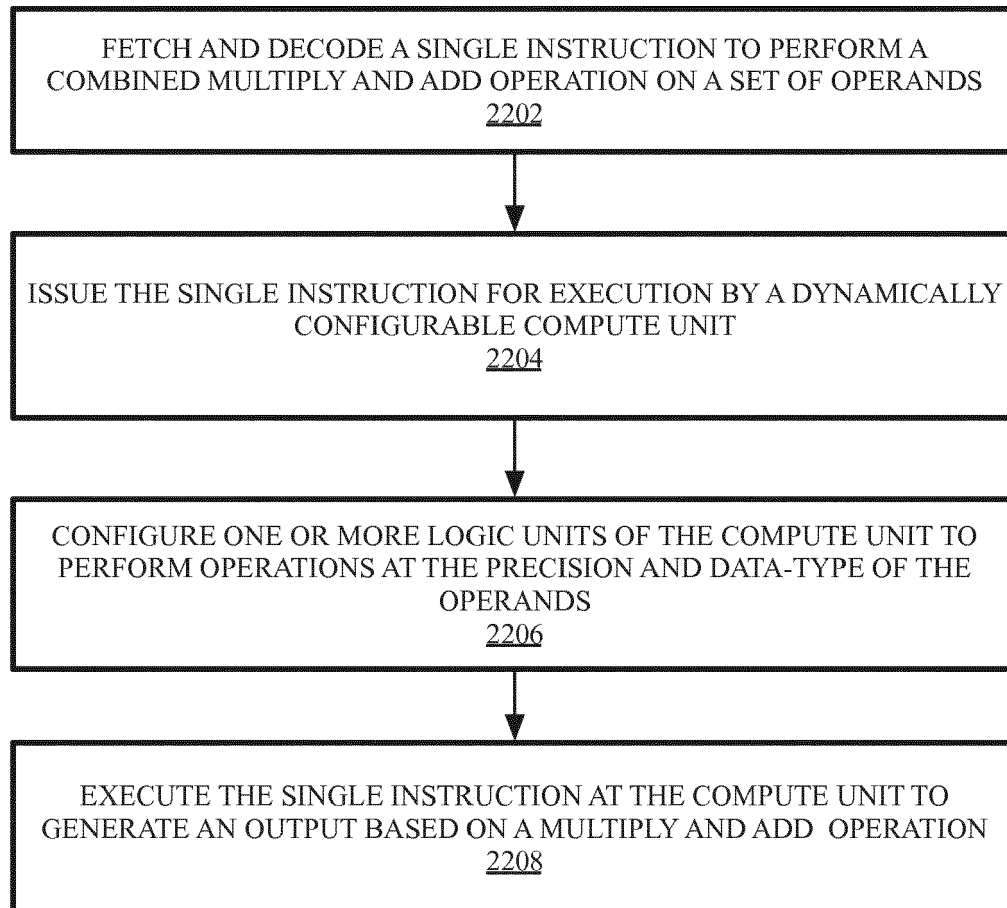 FETCH AND DECODE A SINGLE INSTRUCTION TO PERFORM A
COMBINED MULTIPLY AND ADD OPERATION ON A SET OF OPERANDS
2202
ISSUE THE SINGLE INSTRUCTION FOR EXECUTION BY A DYNAMICALLY
CONFIGURABLE COMPUTE UNIT
2204
CONFIGURE ONE OR MORE LOGIC UNITS OF THE COMPUTE UNIT TO
PERFORM OPERATIONS AT THE PRECISION AND DATA-TYPE OF THE
OPERANDS
2206
EXECUTE THE SINGLE INSTRUCTION AT THE COMPUTE UNIT TO
GENERATE AN OUTPUT BASED ON A MULTIPLY AND ADD OPERATION
2208